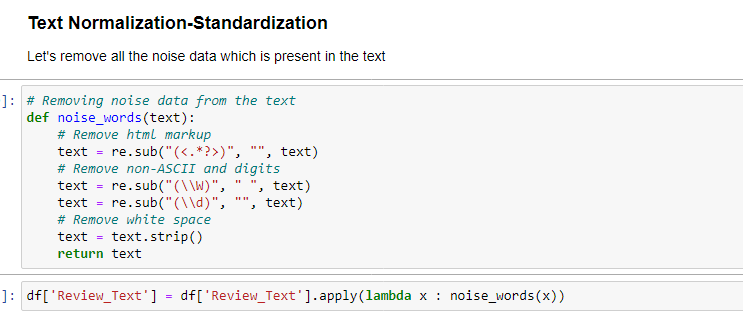 Text Normalization-Standardization
Let's remove all the noise data which is present in the text
]: # Removing noise data from the text
def noise_words(text):
    # Remove html markup
    text = re.sub("(<.*?>)", "", text)
    # Remove non-ASCII and digits
    text = re.sub("(\\W)", " ", text)
    text = re.sub("(\\d)", "", text)
    # Remove white space
    text = text.strip()
    return text
]: df['Review_Text'] = df['Review_Text'].apply(lambda x : noise_words(x))